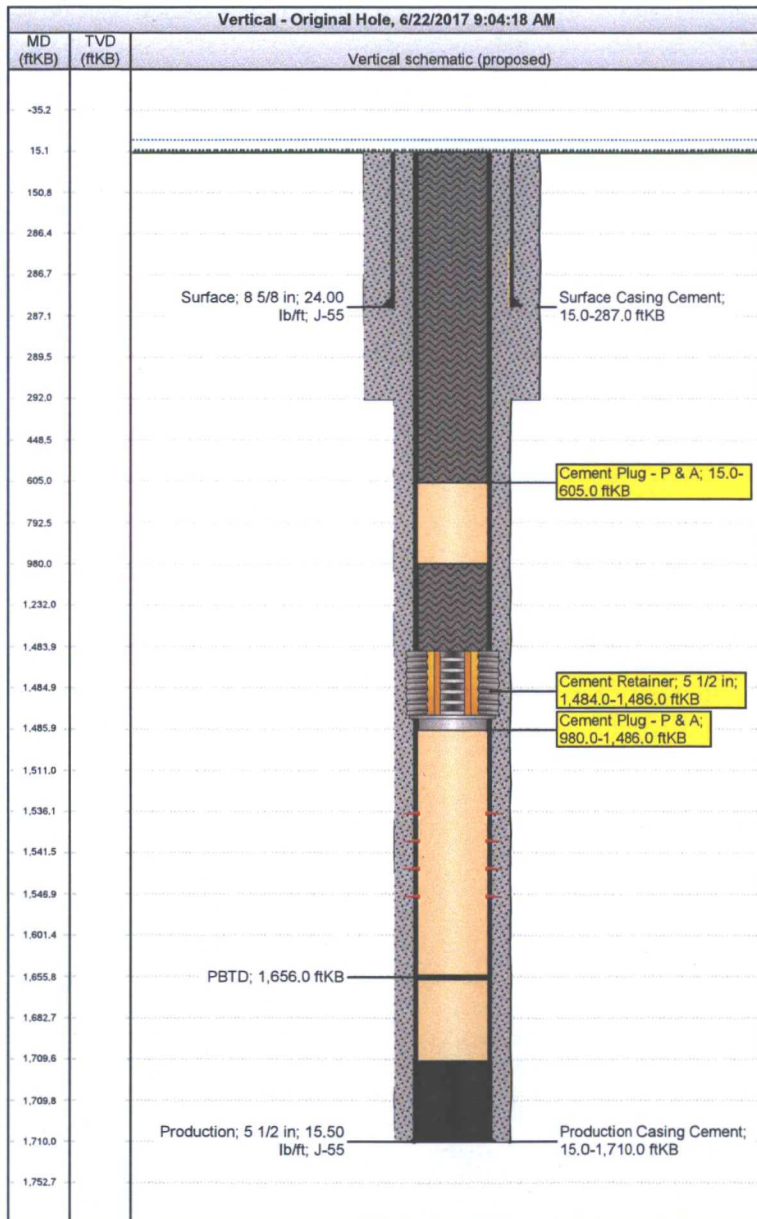 Vertical - Original Hole, 6/22/2017 9:04:18 AM
MD
(ftKB)
TVD
(ftKB)
Vertical schematic (proposed)
-35.2
15.1
150.8
286.4
286.7
Surface; 8 5/8 in; 24.00
lb/ft; J-55
Surface Casing Cement;
15.0-287.0 ftKB
287.1
289.5
292.0
448.5
Cement Plug - P & A; 15.0-
605.0 ftKB
605.0
792.5
980.0
1,232.0
1,483.9
Cement Retainer; 5 1/2 in;
1,484.0-1,486.0 ftKB
1,484.9
Cement Plug - P & A;
980.0-1,486.0 ftKB
1,485.9
1,511.0
1,536.1
1,541.5
1,546.9
1,601.4
PBTD; 1,656.0 ftKB
1,655.8
1,682.7
1,709.6
1,709.8
Production; 5 1/2 in; 15.50
lb/ft; J-55
Production Casing Cement;
15.0-1,710.0 ftKB
1,710.0
1,752.7